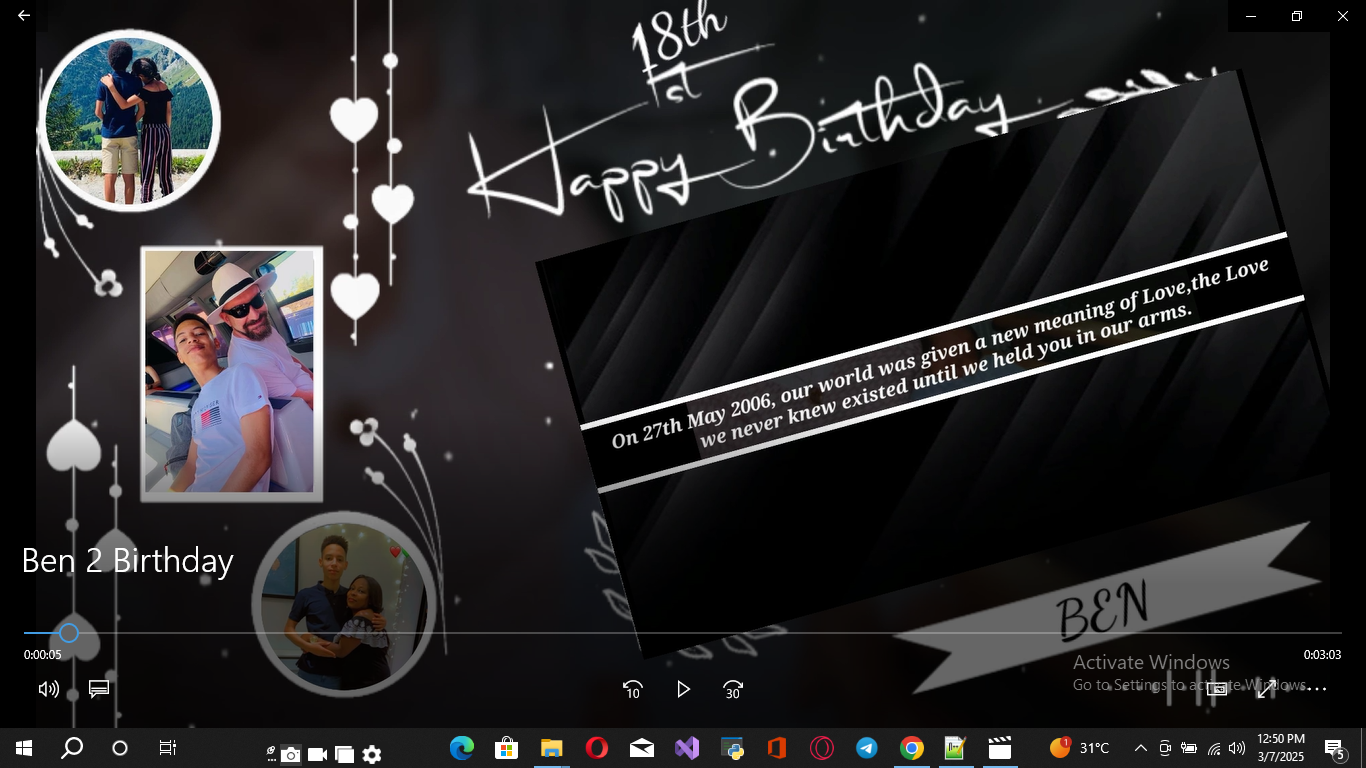 18th
1st
Happy Birthday
On 27th May 2006, our world was given a new meaning of Love,the Love
we never knew existed until we held you in our arms.
BEN
Ben 2 Birthday
0:00:05
0:03:03
10
30
Activate Windows
Go to Settings to activate Windows.
1
31°C
12:50 PM
3/7/2025
5